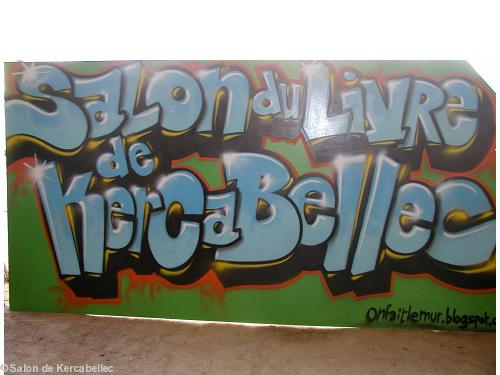 Salon du Livre
de
KercaBellec
onfaitlemur.blogspot.c
©Salon de Kercabellec